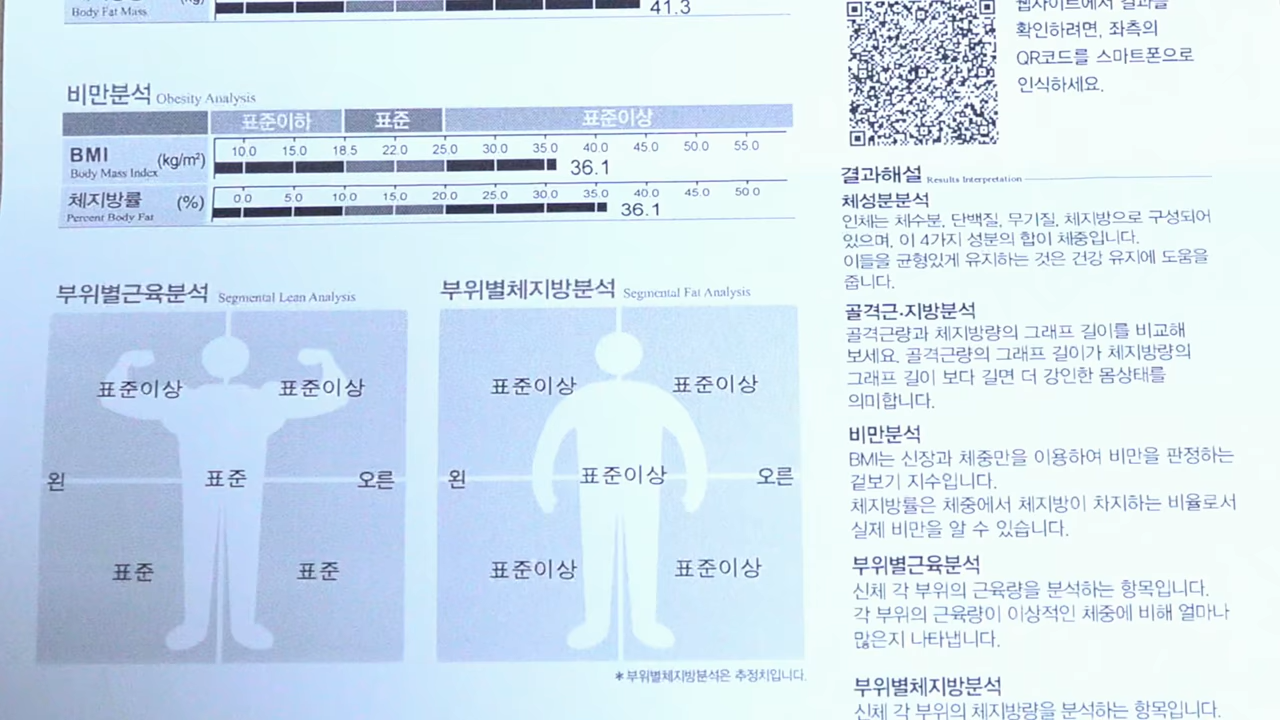 (kg)
Body Fat Mass
41.3
웹사이트에서 결과를
확인하려면, 좌측의
QR코드를 스마트폰으로
인식하세요.
비만분석 Obesity Analysis
표준이하 표준 표준이상
BMI (kg/m²)
Body Mass Index
10.0 15.0 18.5 22.0 25.0 30.0 35.0 40.0 45.0 50.0 55.0
36.1
체지방률 (%)
Percent Body Fat
0.0 5.0 10.0 15.0 20.0 25.0 30.0 35.0 40.0 45.0 50.0
36.1
부위별근육분석 Segmental Lean Analysis
표준이상 표준이상
왼 표준 오른
표준 표준
부위별체지방분석 Segmental Fat Analysis
표준이상 표준이상
왼 표준이상 오른
표준이상 표준이상
*부위별체지방분석은 추정치입니다.
결과해설 Results Interpretation
체성분분석
인체는 체수분, 단백질, 무기질, 체지방으로 구성되어
있으며, 이 4가지 성분의 합이 체중입니다.
이들을 균형있게 유지하는 것은 건강 유지에 도움을
줍니다.
골격근·지방분석
골격근량과 체지방량의 그래프 길이를 비교해
보세요. 골격근량의 그래프 길이가 체지방량의
그래프 길이 보다 길면 더 강인한 몸상태를
의미합니다.
비만분석
BMI는 신장과 체중만을 이용하여 비만을 판정하는
겉보기 지수입니다.
체지방률은 체중에서 체지방이 차지하는 비율로서
실제 비만을 알 수 있습니다.
부위별근육분석
신체 각 부위의 근육량을 분석하는 항목입니다.
각 부위의 근육량이 이상적인 체중에 비해 얼마나
많은지 나타냅니다.
부위별체지방분석
신체 각 부위의 체지방량을 분석하는 항목입니다.